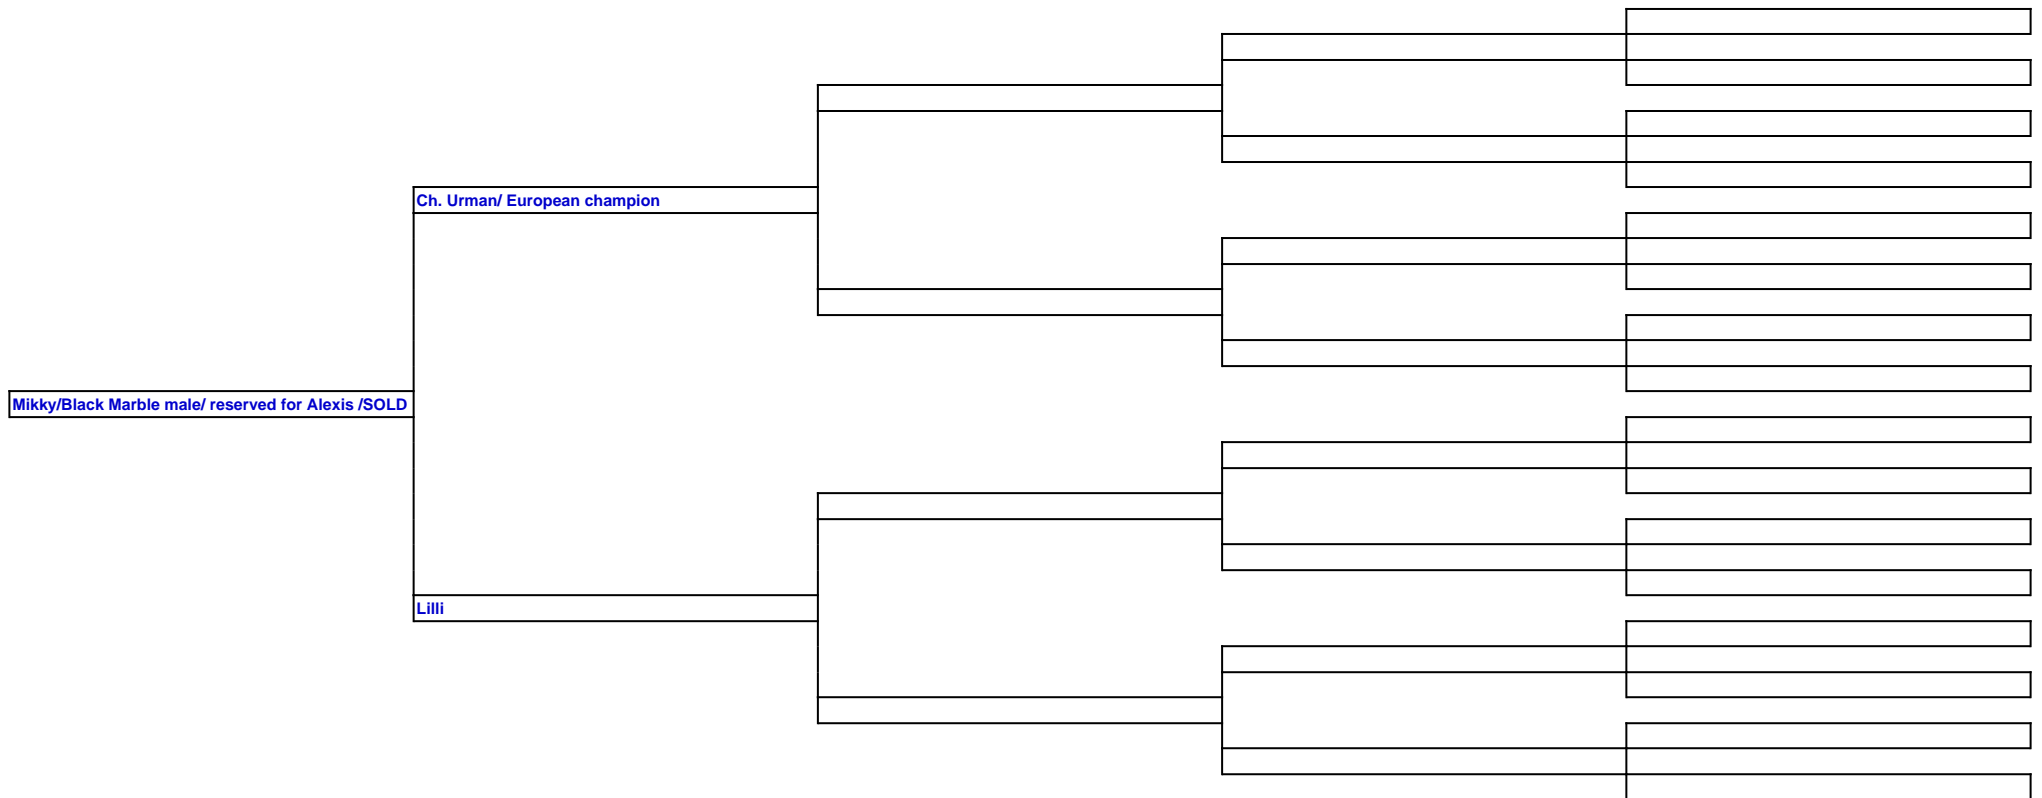 Ch. Urman/ European champion
Mikky/Black Marble male/ reserved for Alexis /SOLD
Lilli